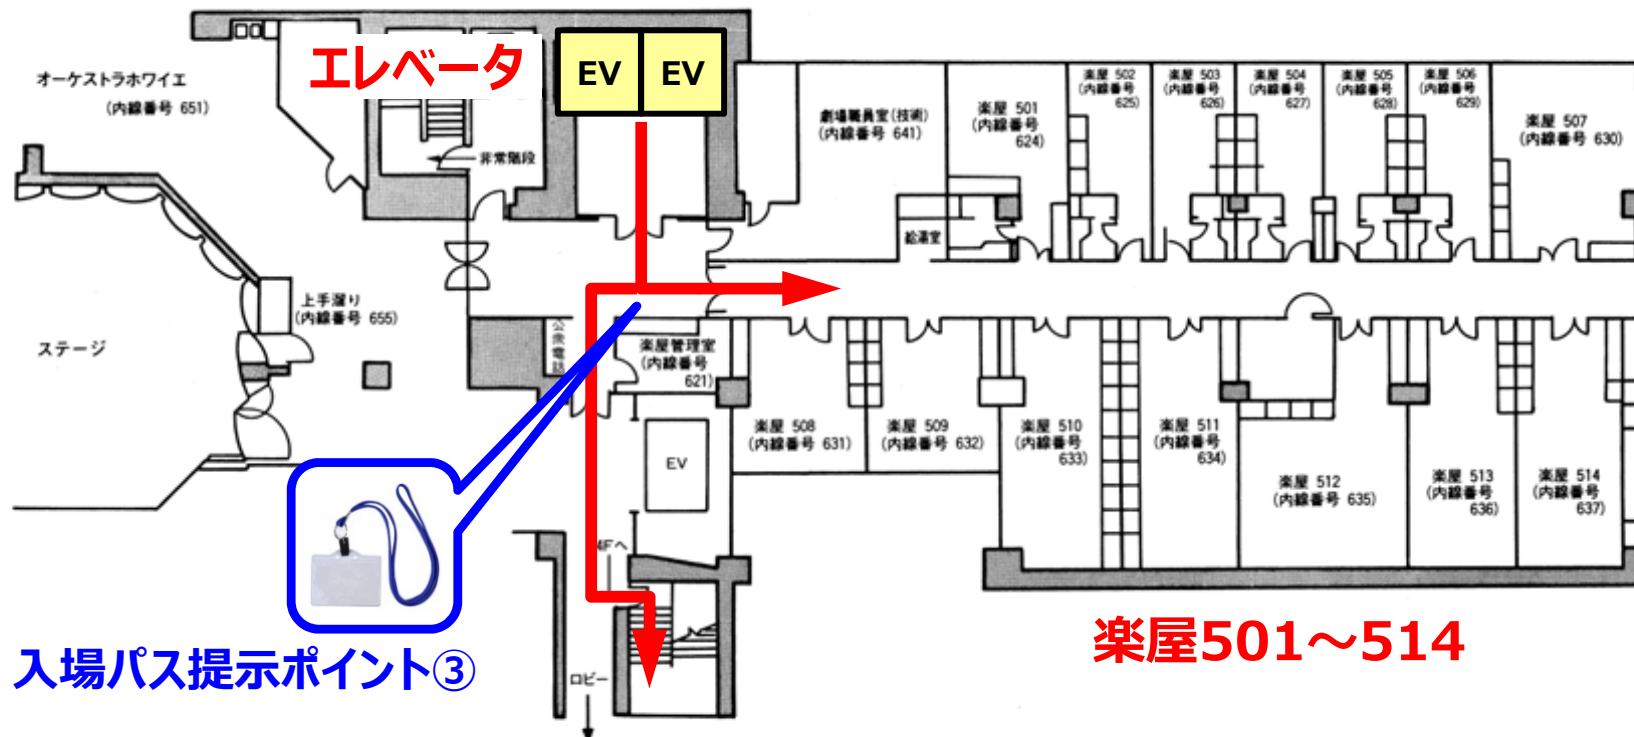 オーケストラホワイエ
(内線番号 651)
エレベータ
EV
EV
非常階段
劇場職員室(技術)
(内線番号 641)
楽屋 501
(内線番号
624)
楽屋 502
(内線番号
625)
楽屋 503
(内線番号
626)
楽屋 504
(内線番号
627)
楽屋 505
(内線番号
628)
楽屋 506
(内線番号
629)
楽屋 507
(内線番号 630)
給湯室
上手溜り
(内線番号 655)
ステージ
公衆電話
楽屋管理室
(内線番号
621)
楽屋 508
(内線番号 631)
楽屋 509
(内線番号 632)
楽屋 510
(内線番号
633)
楽屋 511
(内線番号
634)
楽屋 512
(内線番号 635)
楽屋 513
(内線番号
636)
楽屋 514
(内線番号
637)
EV
Fへ
入場パス提示ポイント③
ロビー
楽屋501～514